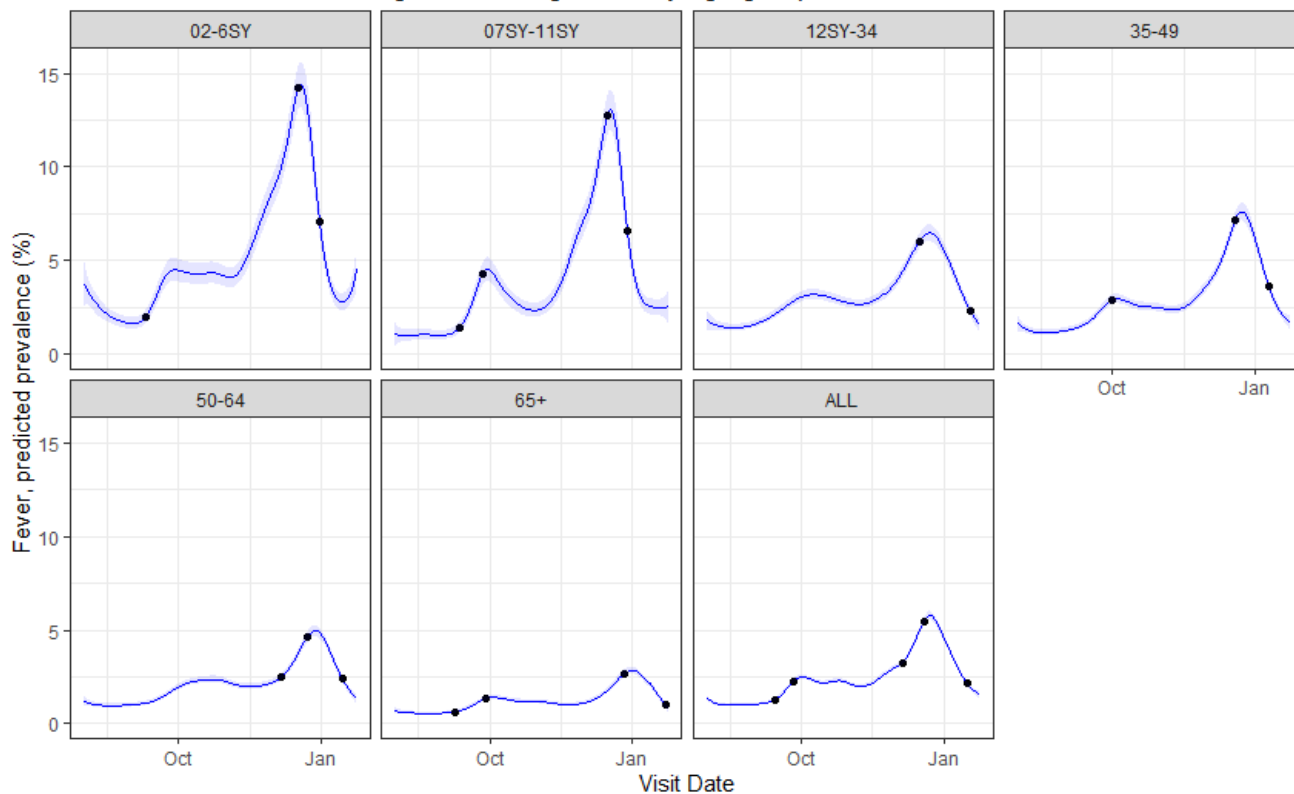 02-6SY
07SY-11SY
12SY-34
35-49
15
10
5
0
Oct
Jan
50-64
65+
ALL
15
10
5
0
Oct
Jan
Oct
Jan
Oct
Jan
Fever, predicted prevalence (%)
Visit Date